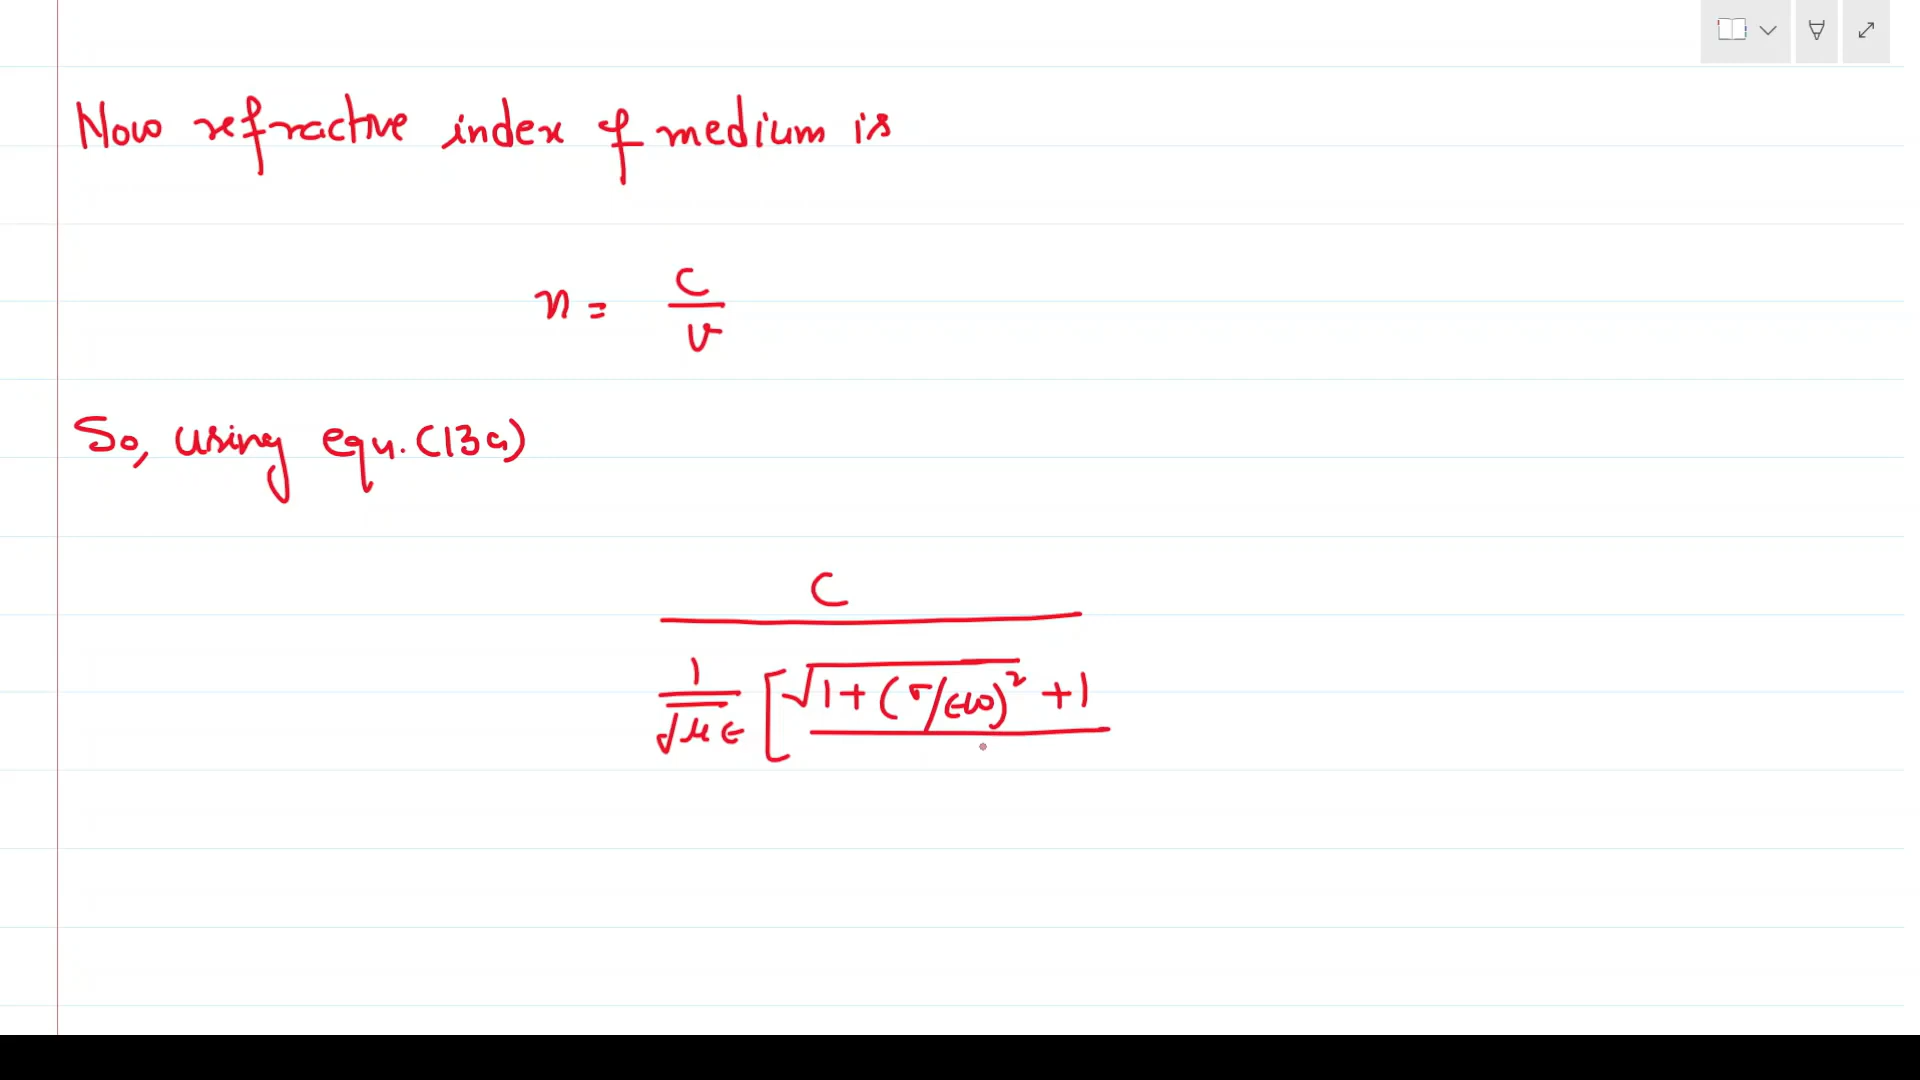 Now refractive index of medium is
n = c/v
So, using equ. (13a)
C
1/√με [√1+(σ/εω)² +1